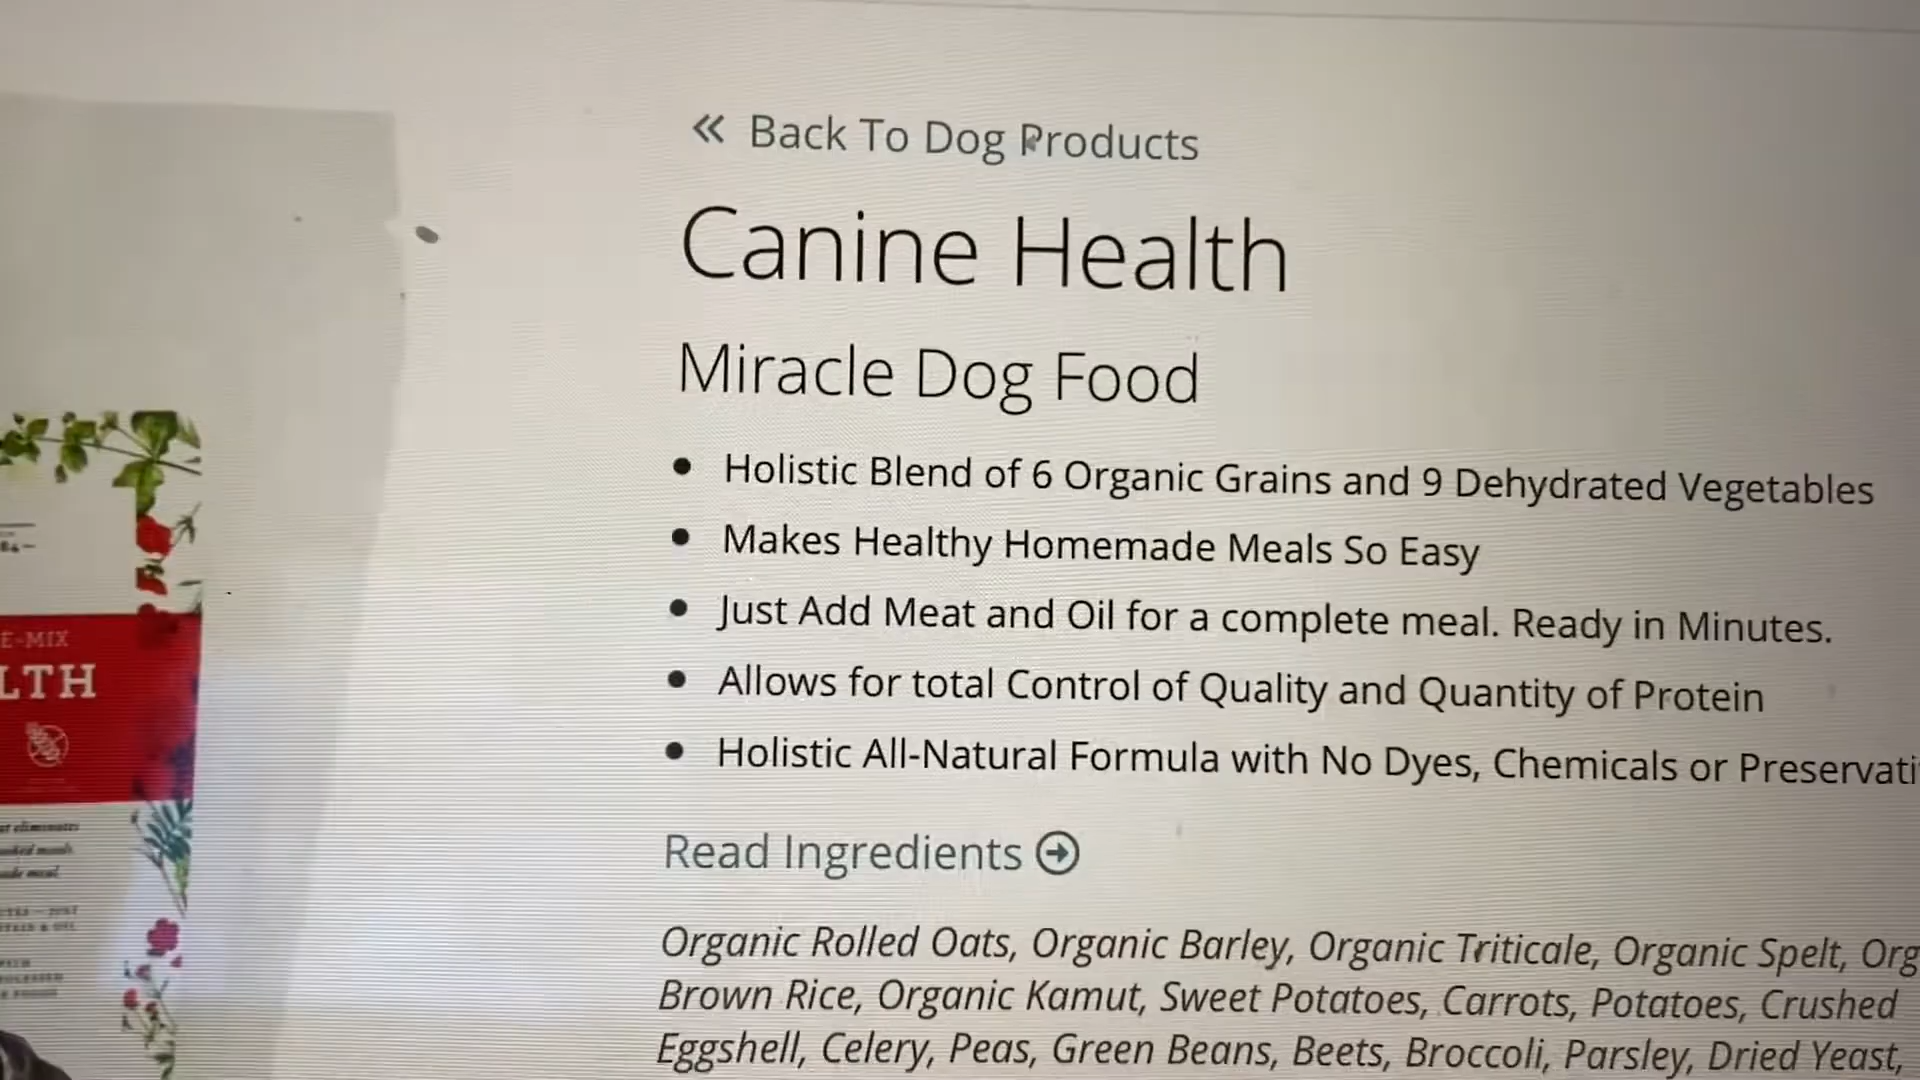 « Back To Dog Products
Canine Health
Miracle Dog Food
• Holistic Blend of 6 Organic Grains and 9 Dehydrated Vegetables
• Makes Healthy Homemade Meals So Easy
• Just Add Meat and Oil for a complete meal. Ready in Minutes.
• Allows for total Control of Quality and Quantity of Protein
• Holistic All-Natural Formula with No Dyes, Chemicals or Preservati
Read Ingredients
Organic Rolled Oats, Organic Barley, Organic Triticale, Organic Spelt, Org
Brown Rice, Organic Kamut, Sweet Potatoes, Carrots, Potatoes, Crushed
Eggshell, Celery, Peas, Green Beans, Beets, Broccoli, Parsley, Dried Yeast,
E-MIX
LTH